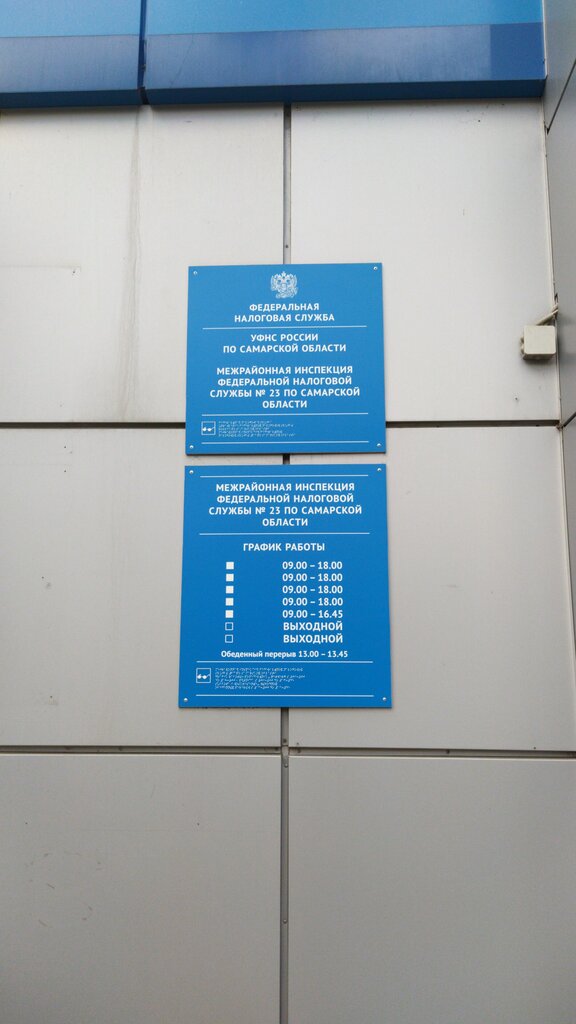 ФЕДЕРАЛЬНАЯ
НАЛОГОВАЯ СЛУЖБА
УФНС РОССИИ
ПО САМАРСКОЙ ОБЛАСТИ
МЕЖРАЙОННАЯ ИНСПЕКЦИЯ
ФЕДЕРАЛЬНОЙ НАЛОГОВОЙ
СЛУЖБЫ № 23 ПО САМАРСКОЙ
ОБЛАСТИ
МЕЖРАЙОННАЯ ИНСПЕКЦИЯ
ФЕДЕРАЛЬНОЙ НАЛОГОВОЙ
СЛУЖБЫ № 23 ПО САМАРСКОЙ
ОБЛАСТИ
ГРАФИК РАБОТЫ
09.00 – 18.00
09.00 – 18.00
09.00 – 18.00
09.00 – 18.00
09.00 – 16.45
ВЫХОДНОЙ
ВЫХОДНОЙ
Обеденный перерыв 13.00 – 13.45